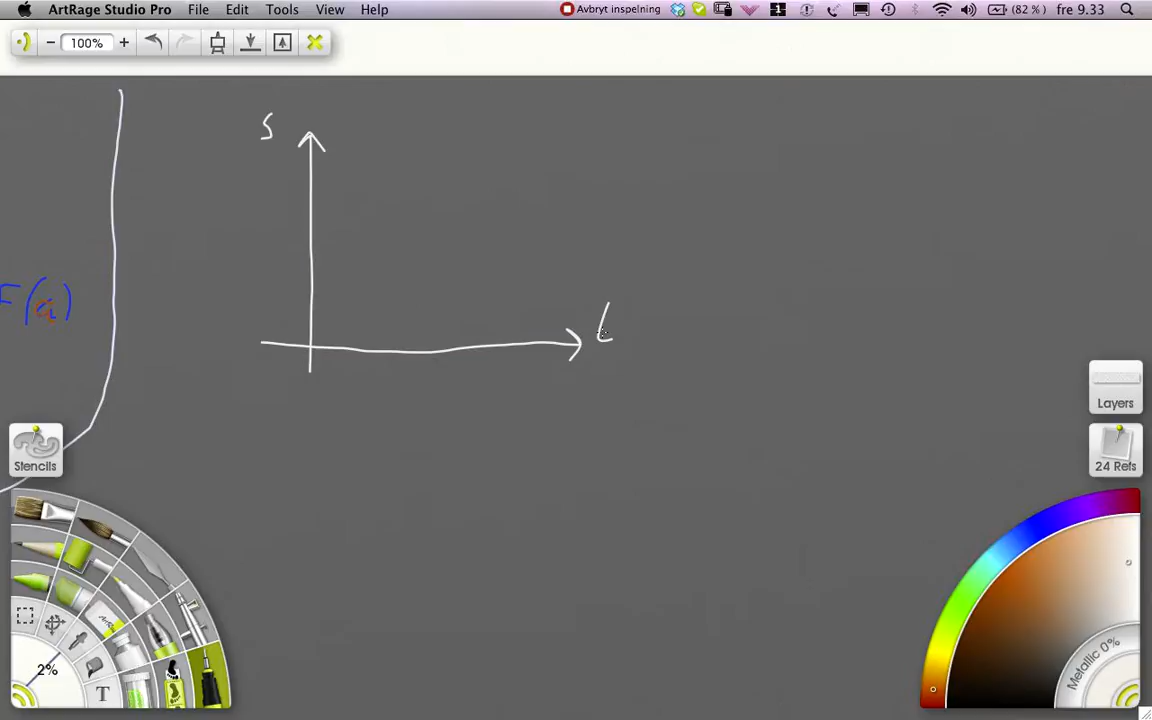 ArtRage Studio Pro File Edit Tools View Help Avbryt inspelning 1 (82 %) fre 9.33
100%
s
F(a)
Layers
Stencils
24 Refs
2%
T
Metallic 0%